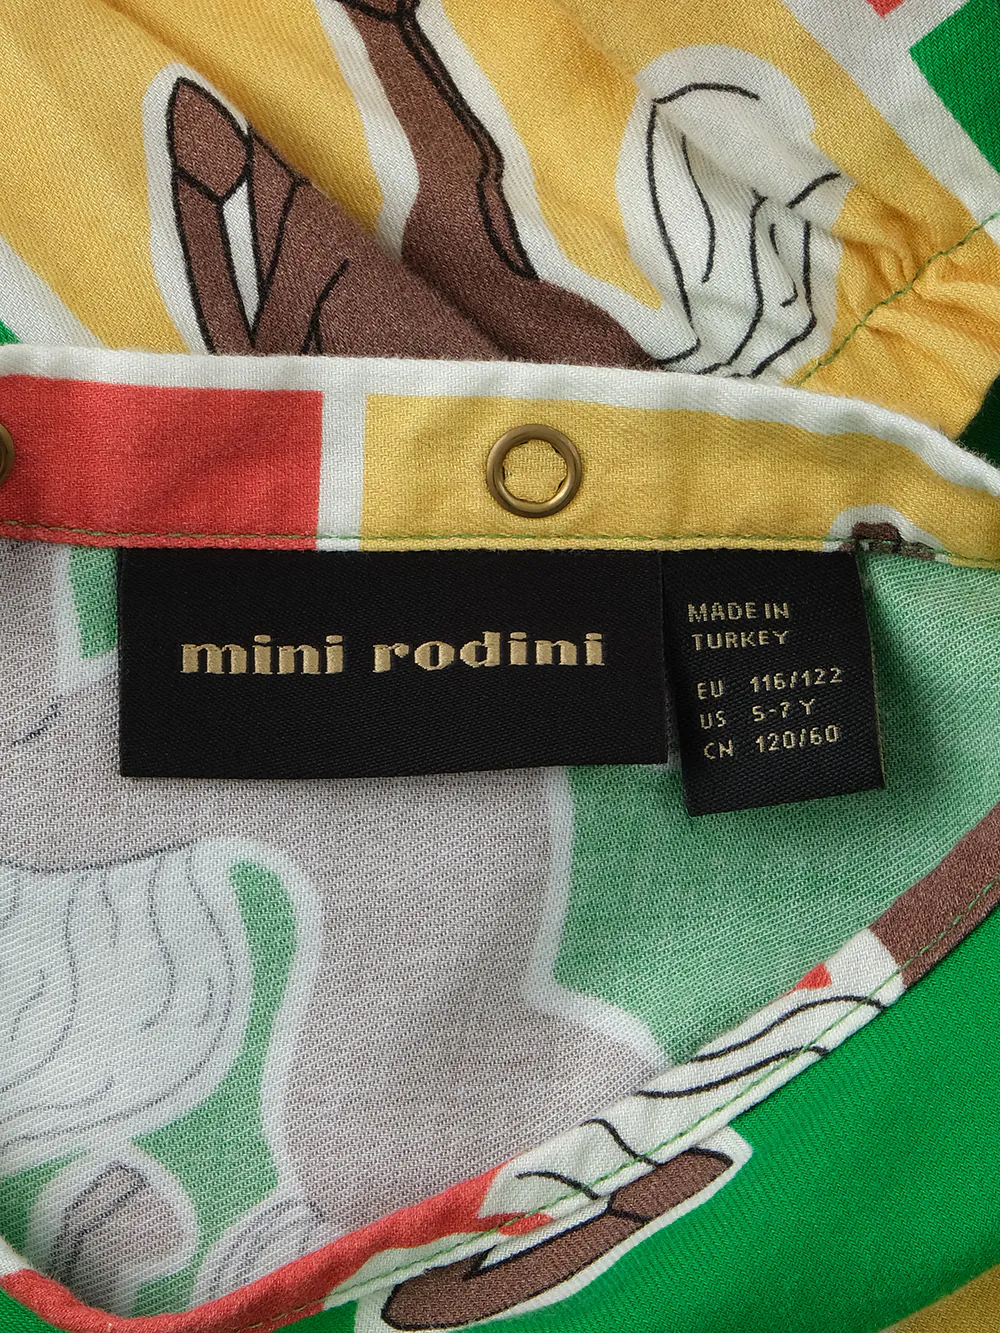 mini rodini
MADE IN
TURKEY
EU 116/122
US 5-7 Y
CN 120/60